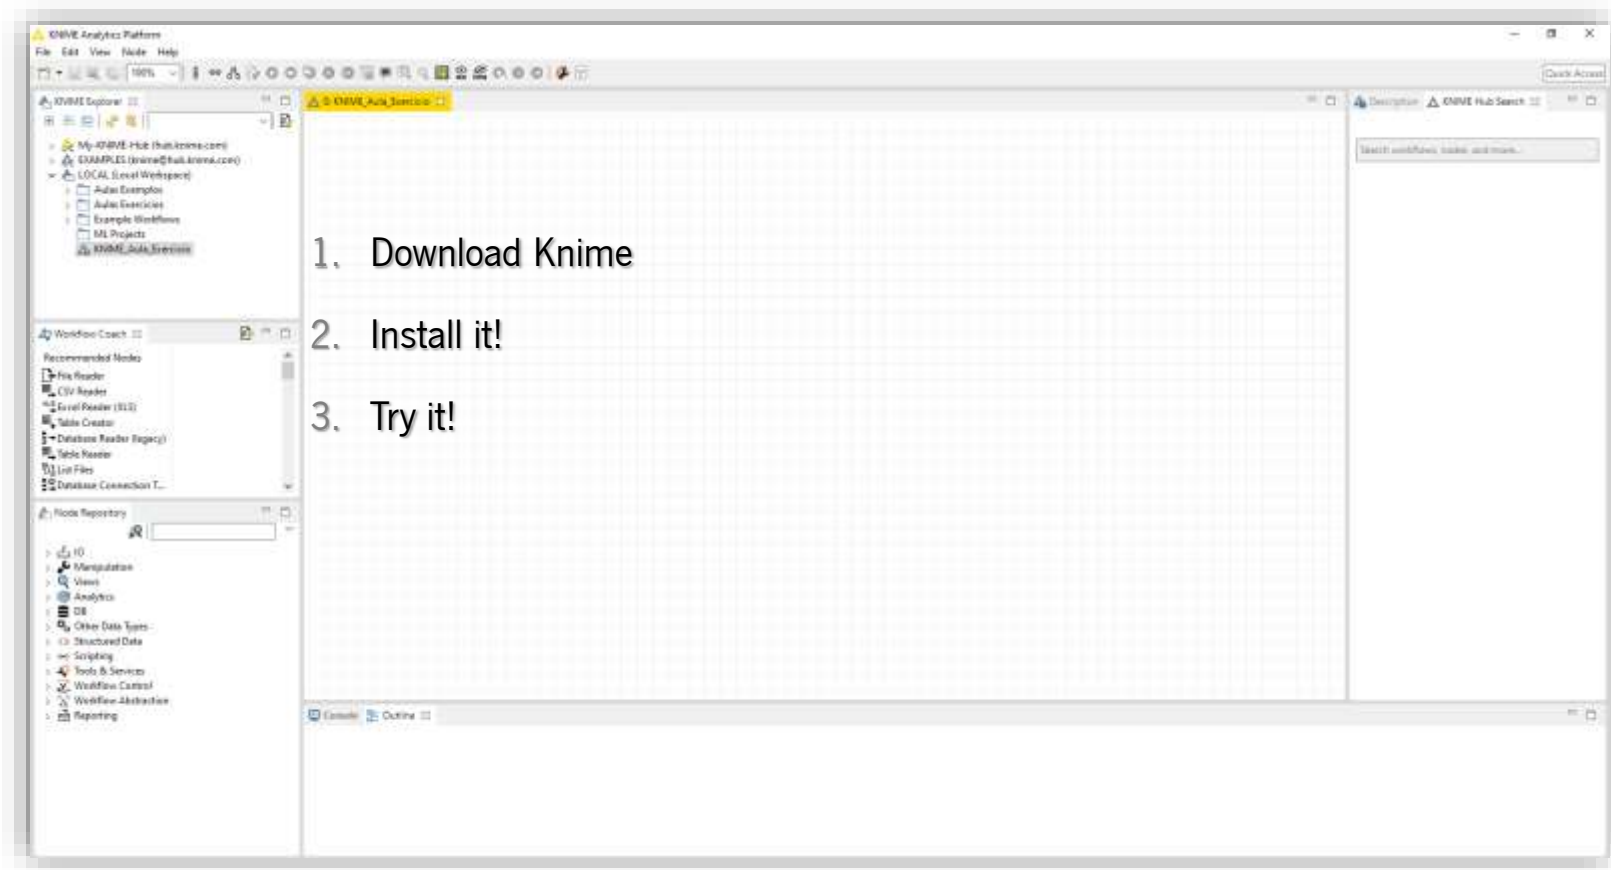 KNIME Analytics Platform
File Edit View Node Help
100%
Quick Access
KNIME Explorer
My-KNIME-Hub (hub.knime.com)
EXAMPLES (knime@hub.knime.com)
LOCAL (Local Workspace)
Aulas Exemplos
Aulas Exercicios
Example Workflows
ML Projects
KNIME_Aula_Exercicio
Workflow Coach
Recommended Nodes
File Reader
CSV Reader
Excel Reader (XLS)
Table Creator
Database Reader (legacy)
Table Reader
List Files
Database Connection T...
Node Repository
IO
Manipulation
Views
Analytics
DB
Other Data Types
Structured Data
Scripting
Tools & Services
Workflow Control
Workflow Abstraction
Reporting
0: KNIME_Aula_Exercicio
1. Download Knime
2. Install it!
3. Try it!
Console Outline
Description KNIME Hub Search
Search workflows, nodes and more...